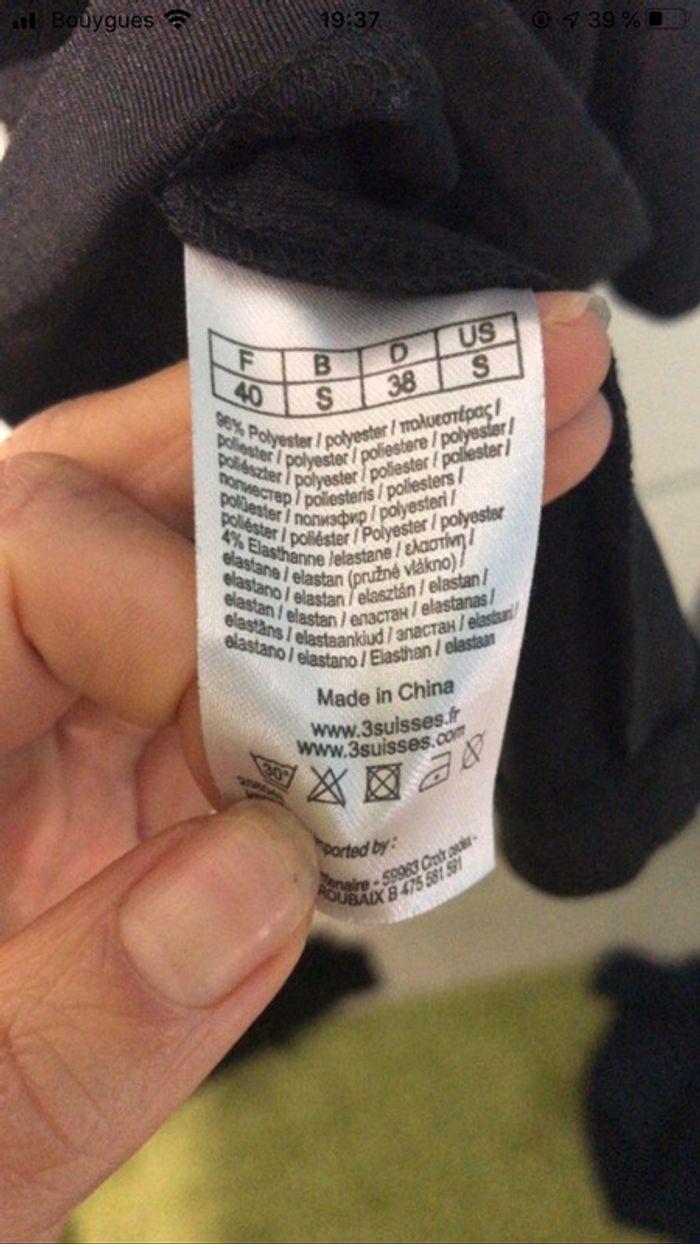 Bouygues 19:37 39 %
F B D US
40 S 38 S
96% Polyester / polyester / πολυεστέρας /
poliester / polyester / poliestere / polyester /
poliészter / polyester / poliester / poliester /
полиестер / poliesteris / poliesters /
polüester / полиэфир / polyesteri /
poliéster / poliéster / Polyester / polyester
4% Elasthanne /elastane / ελαστίνη /
elastane / elastan (pružné vlákno) /
elastano / elastan / elasztán / elastan /
elastan / elastan / еластан / elastanas /
elastāns / elastaankiud / эластан / elastaani/
elastano / elastano / Elasthan / elastaan
Made in China
www.3suisses.fr
www.3suisses.com
30°
ported by :
59963 Croix cedex -
ROUBAIX B 475 581 591